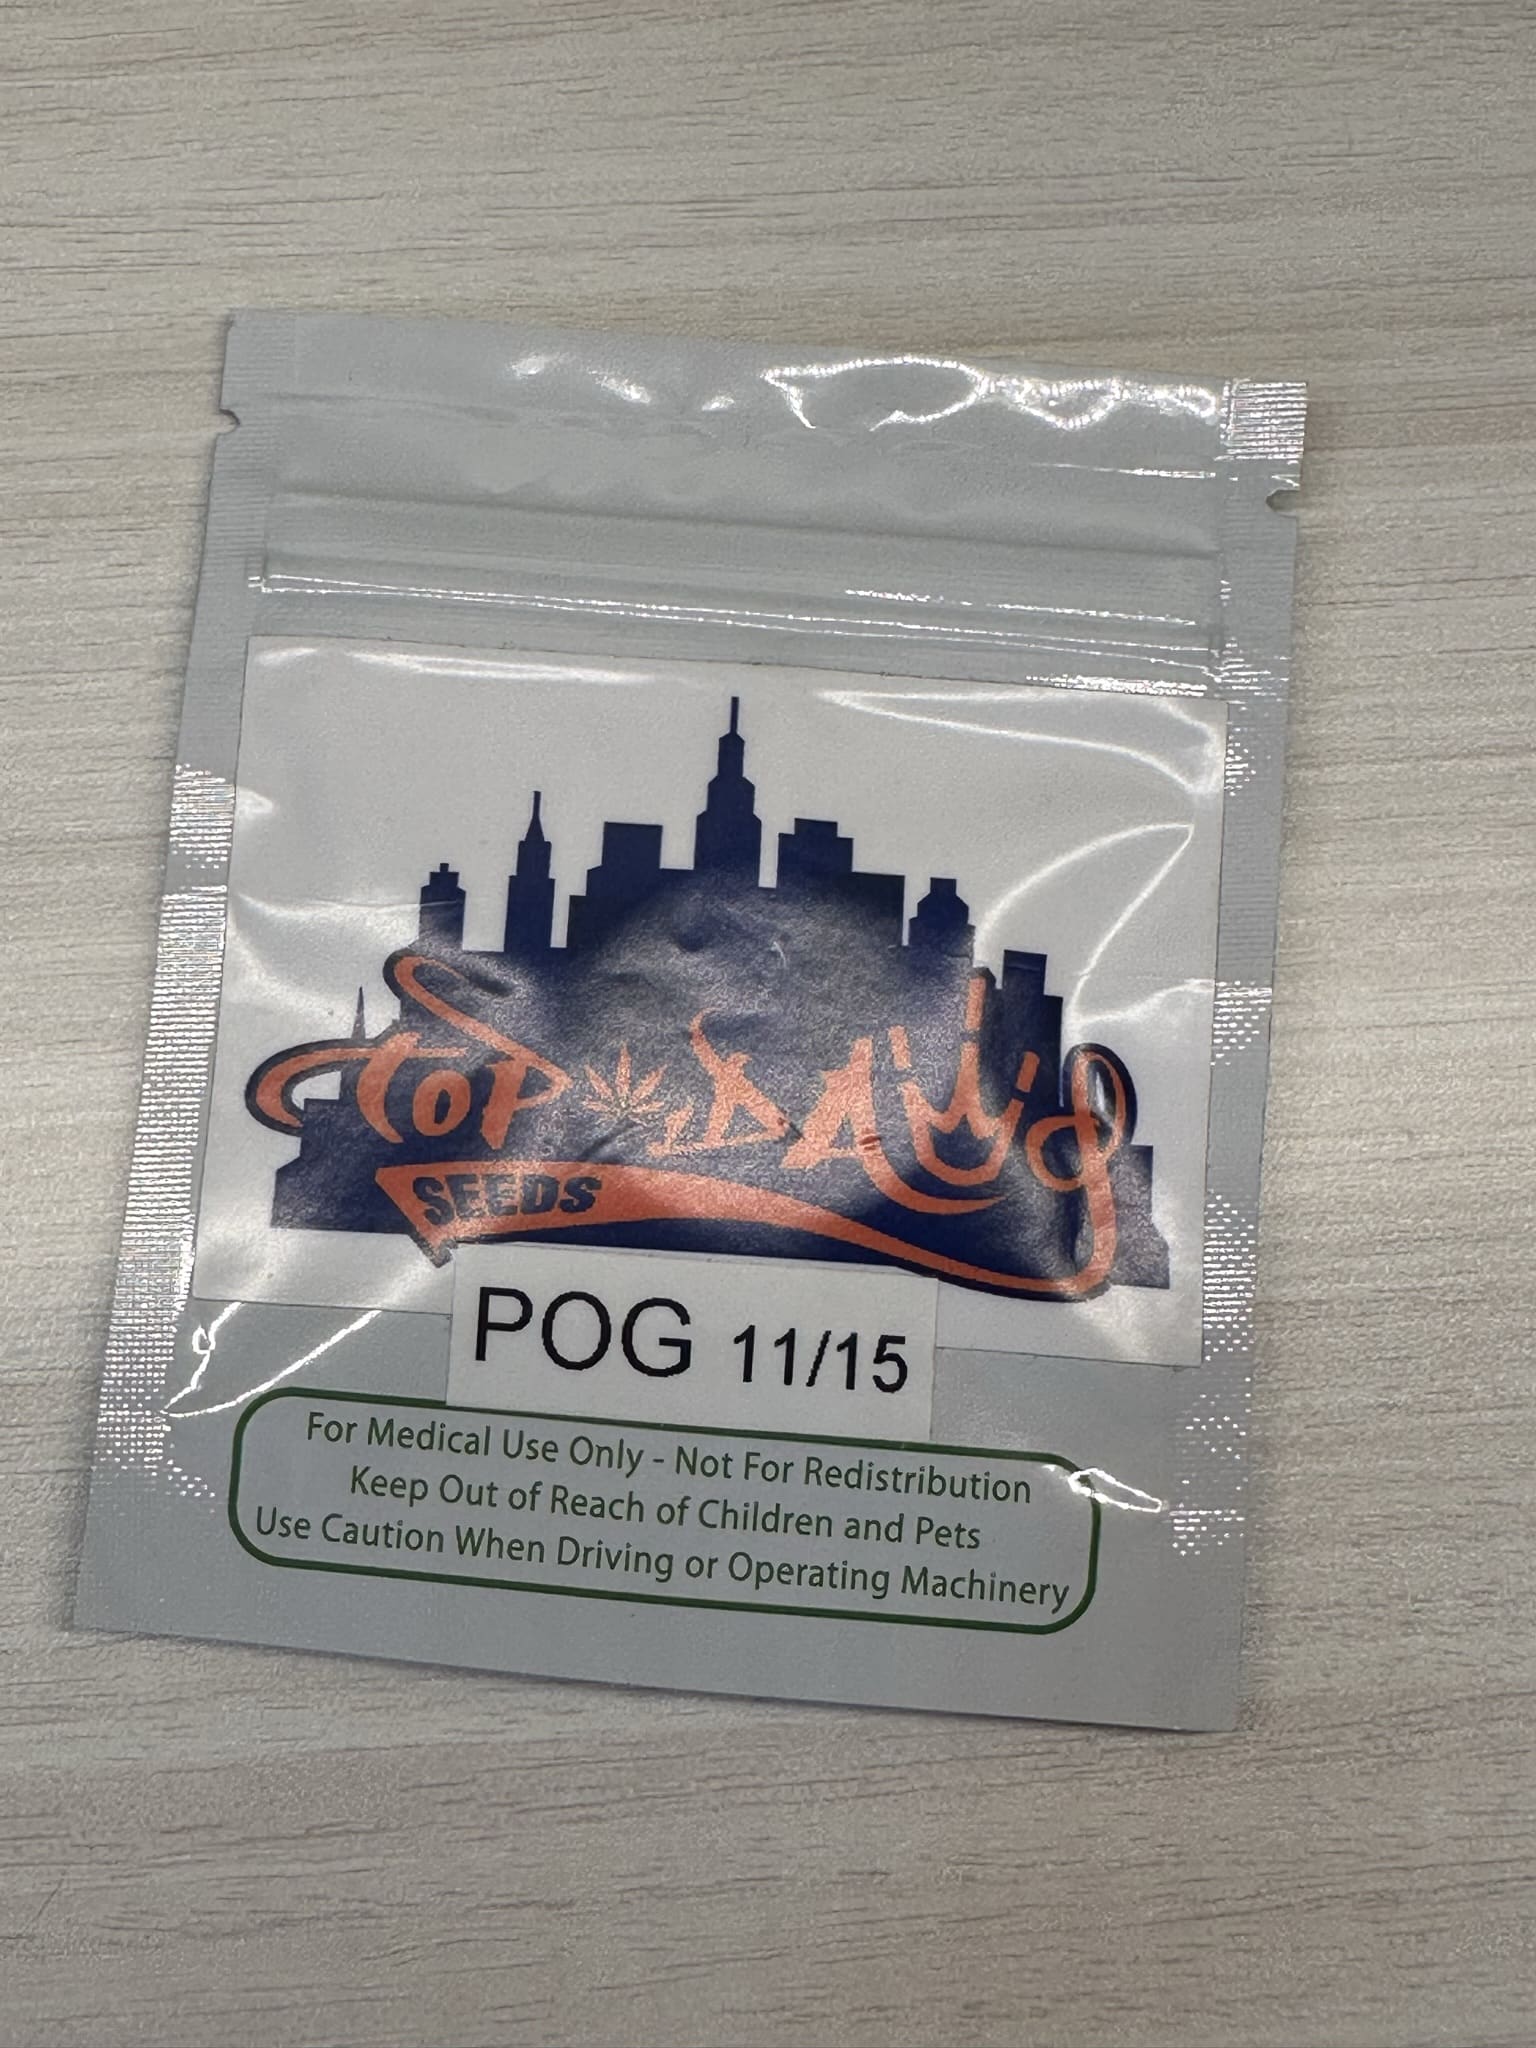 TOP DAWG
SEEDS
POG 11/15
For Medical Use Only - Not For Redistribution
Keep Out of Reach of Children and Pets
Use Caution When Driving or Operating Machinery